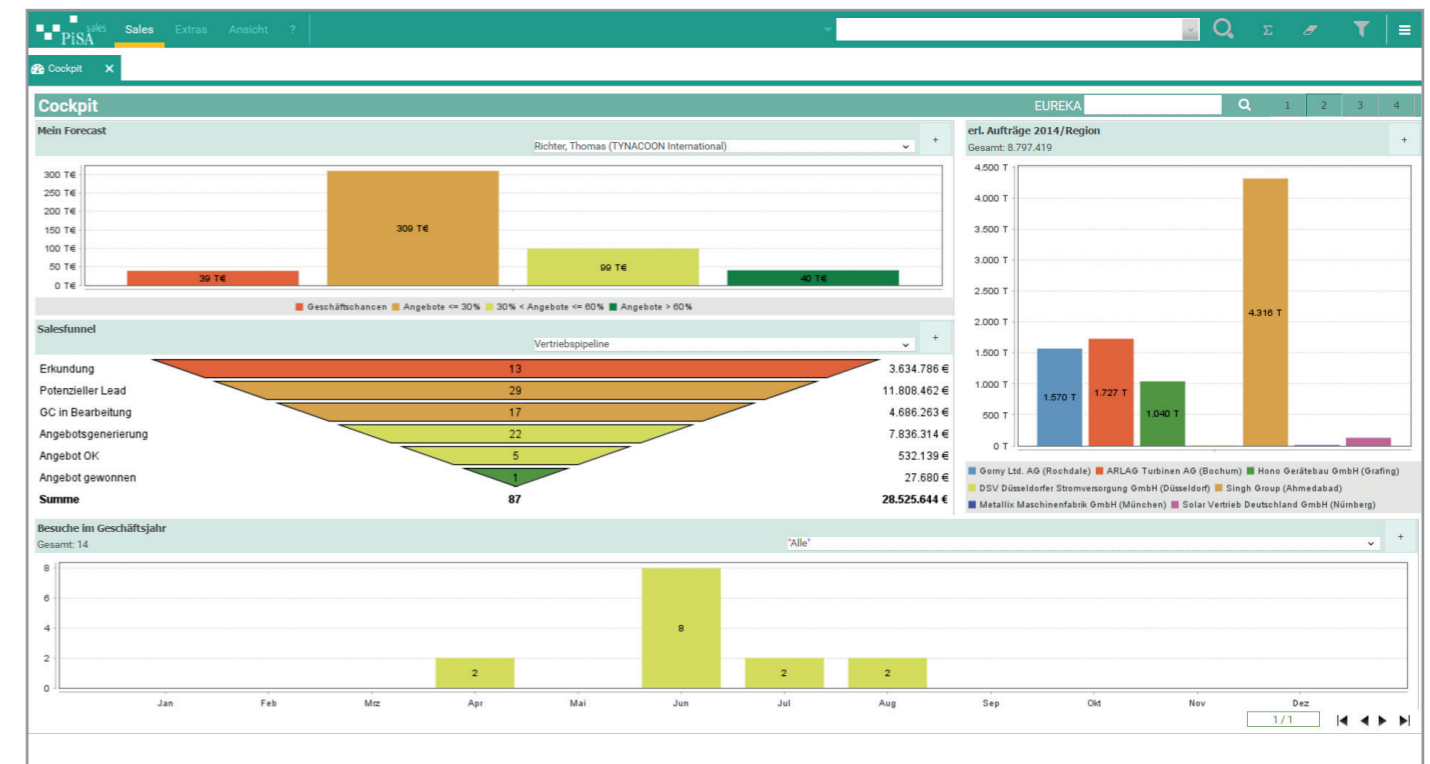 PiSA sales Sales Extras Ansicht ? Σ
Cockpit X
Cockpit EUREKA 1 2 3 4
Mein Forecast
Richter, Thomas (TYNACOON International) +
300 T€
250 T€
200 T€
150 T€
100 T€
50 T€
0 T€
39 T€ 309 T€ 99 T€ 40 T€
Geschäftschancen Angebote <= 30% 30% < Angebote <= 60% Angebote > 60%
Salesfunnel
Vertriebspipeline +
Erkundung 13 3.634.786 €
Potenzieller Lead 29 11.808.462 €
GC in Bearbeitung 17 4.686.263 €
Angebotsgenerierung 22 7.836.314 €
Angebot OK 5 532.139 €
Angebot gewonnen 1 27.680 €
Summe 87 28.525.644 €
erl. Aufträge 2014/Region
Gesamt: 8.797.419 +
4.500 T
4.000 T
3.500 T
3.000 T
2.500 T
2.000 T
1.500 T
1.000 T
500 T
0 T
1.570 T 1.727 T 1.040 T 4.316 T
Gorny Ltd. AG (Rochdale) ARLAG Turbinen AG (Bochum) Hono Gerätebau GmbH (Grafing)
DSV Düsseldorfer Stromversorgung GmbH (Düsseldorf) Singh Group (Ahmedabad)
Metallix Maschinenfabrik GmbH (München) Solar Vertrieb Deutschland GmbH (Nürnberg)
Besuche im Geschäftsjahr
Gesamt: 14 "Alle" +
8
6
4
2
0
2 8 2 2
Jan Feb Mrz Apr Mai Jun Jul Aug Sep Okt Nov Dez
1 / 1